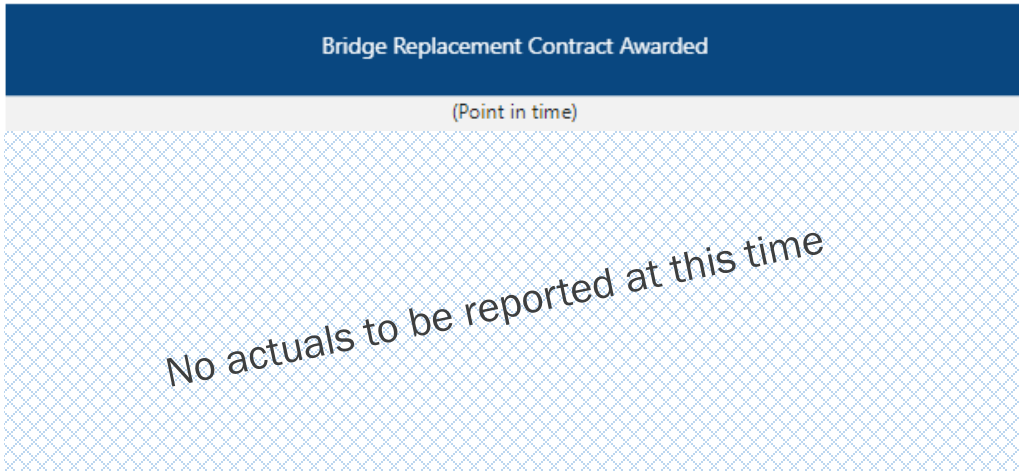 Bridge Replacement Contract Awarded
(Point in time)
No actuals to be reported at this time